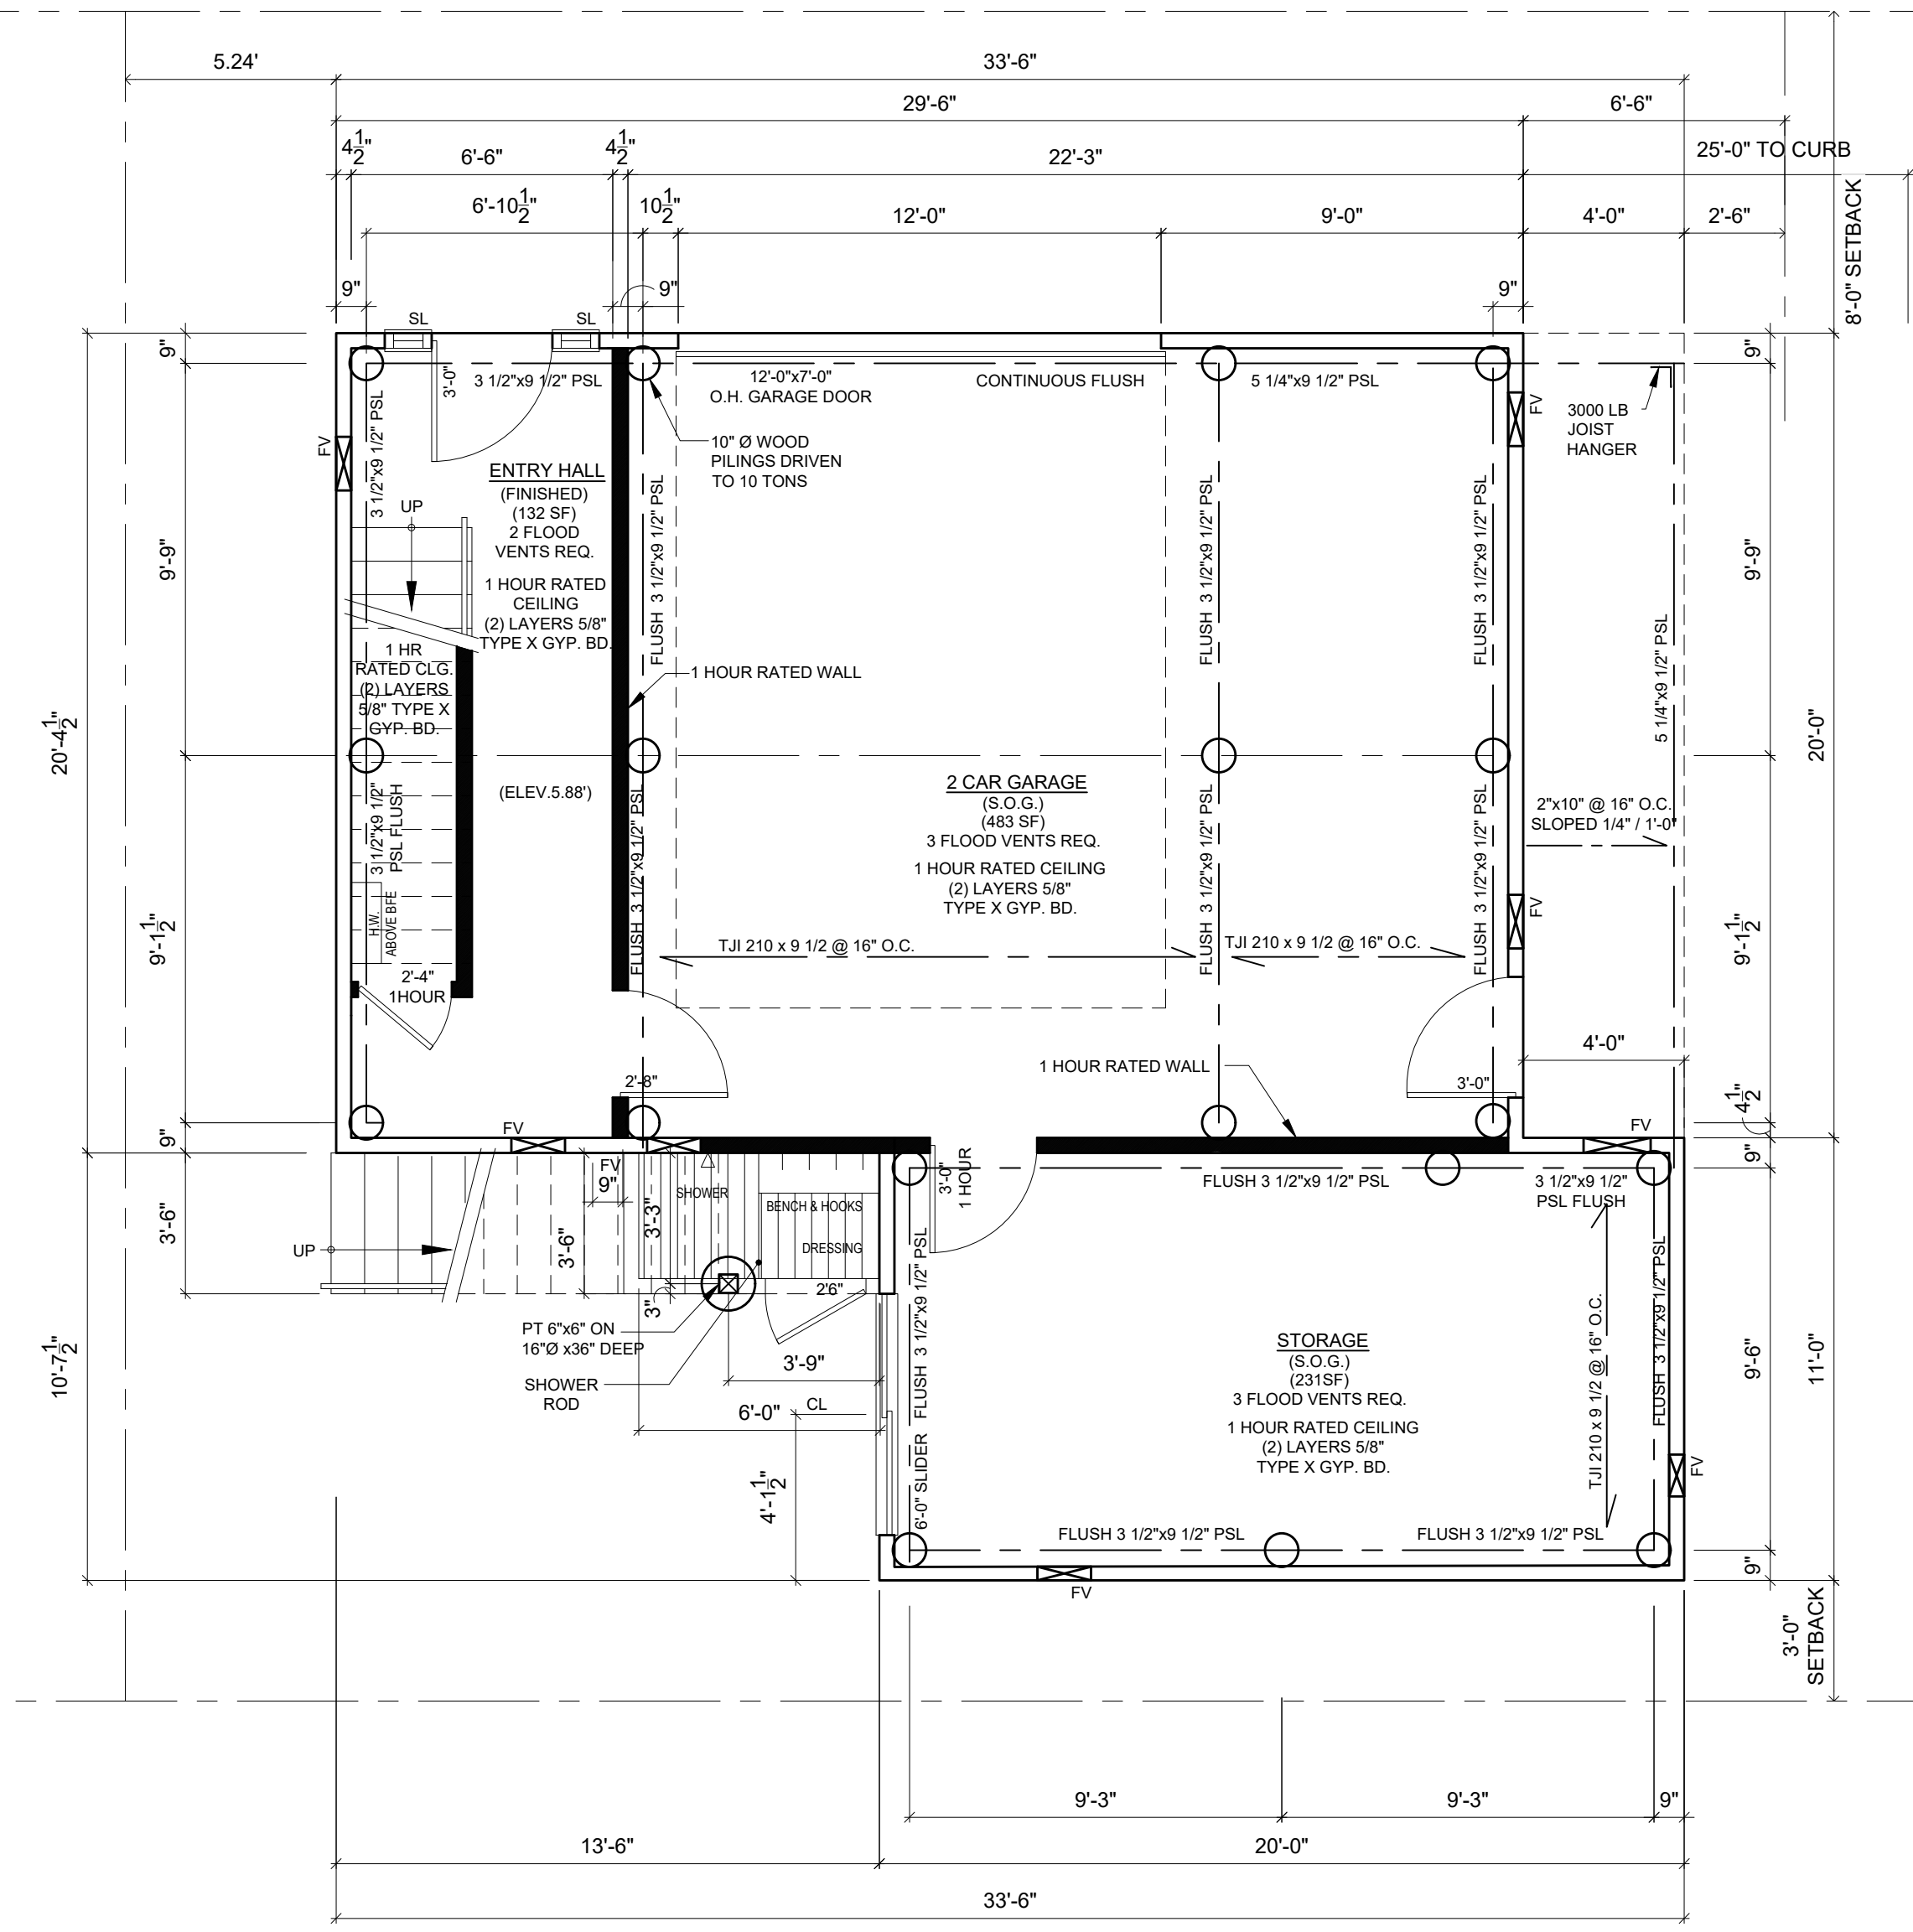 5.24'
33'-6"
29'-6"
6'-6"
4 1/2"
6'-6"
4 1/2"
22'-3"
25'-0" TO CURB
6'-10 1/2"
10 1/2"
12'-0"
9'-0"
4'-0"
2'-6"
8'-0" SETBACK
9"
9"
9"
SL
SL
9"
9"
3'-0"
3 1/2"x9 1/2" PSL
12'-0"x7'-0"
O.H. GARAGE DOOR
CONTINUOUS FLUSH
5 1/4"x9 1/2" PSL
3 1/2"x9 1/2" PSL
FV
FV
3000 LB
JOIST
HANGER
10" Ø WOOD
PILINGS DRIVEN
TO 10 TONS
ENTRY HALL
(FINISHED)
(132 SF)
2 FLOOD
VENTS REQ.
1 HOUR RATED
CEILING
(2) LAYERS 5/8"
TYPE X GYP. BD.
UP
FLUSH 3 1/2"x9 1/2" PSL
FLUSH 3 1/2"x9 1/2" PSL
FLUSH 3 1/2"x9 1/2" PSL
9'-9"
9'-9"
1 HR
RATED CLG.
(2) LAYERS
5/8" TYPE X
GYP. BD.
1 HOUR RATED WALL
5 1/4"x9 1/2" PSL
20'-4 1/2"
20'-0"
(ELEV.5.88')
2 CAR GARAGE
(S.O.G.)
(483 SF)
3 FLOOD VENTS REQ.
1 HOUR RATED CEILING
(2) LAYERS 5/8"
TYPE X GYP. BD.
2"x10" @ 16" O.C.
SLOPED 1/4" / 1'-0"
3 1/2"x9 1/2"
PSL FLUSH
FLUSH 3 1/2"x9 1/2" PSL
FLUSH 3 1/2"x9 1/2" PSL
FLUSH 3 1/2"x9 1/2" PSL
FV
H.W.
ABOVE BFE
9'-1 1/2"
9'-1 1/2"
TJI 210 x 9 1/2 @ 16" O.C.
TJI 210 x 9 1/2 @ 16" O.C.
2'-4"
1HOUR
4'-0"
1 HOUR RATED WALL
2'-8"
3'-0"
4 1/2"
9"
FV
FV
9"
FV
9"
SHOWER
3'-0"
1 HOUR
FLUSH 3 1/2"x9 1/2" PSL
3 1/2"x9 1/2"
PSL FLUSH
3'-6"
UP
3'-6"
3'-3"
BENCH & HOOKS
DRESSING
2'6"
3"
PT 6"x6" ON
16"Ø x36" DEEP
3'-9"
SHOWER
ROD
6'-0"
CL
4'-1 1/2"
10'-7 1/2"
6'-0" SLIDER FLUSH 3 1/2"x9 1/2" PSL
STORAGE
(S.O.G.)
(231SF)
3 FLOOD VENTS REQ.
1 HOUR RATED CEILING
(2) LAYERS 5/8"
TYPE X GYP. BD.
TJI 210 x 9 1/2 @ 16" O.C.
FLUSH 3 1/2"x9 1/2" PSL
9'-6"
11'-0"
FV
FLUSH 3 1/2"x9 1/2" PSL
FLUSH 3 1/2"x9 1/2" PSL
9"
FV
3'-0"
SETBACK
9'-3"
9'-3"
9"
13'-6"
20'-0"
33'-6"